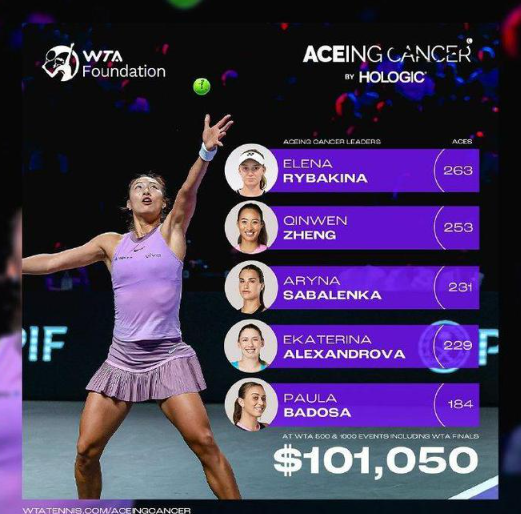 WTA
Foundation
ACEING CANCER
BY HOLOGIC
ACEING CANCER LEADERS ACES
ELENA
RYBAKINA 263
QINWEN
ZHENG 253
ARYNA
SABALENKA 231
EKATERINA
ALEXANDROVA 229
PAULA
BADOSA 184
AT WTA 500 & 1000 EVENTS INCLUDING WTA FINALS
$101,050
WTATENNIS.COM/ACEINGCANCER